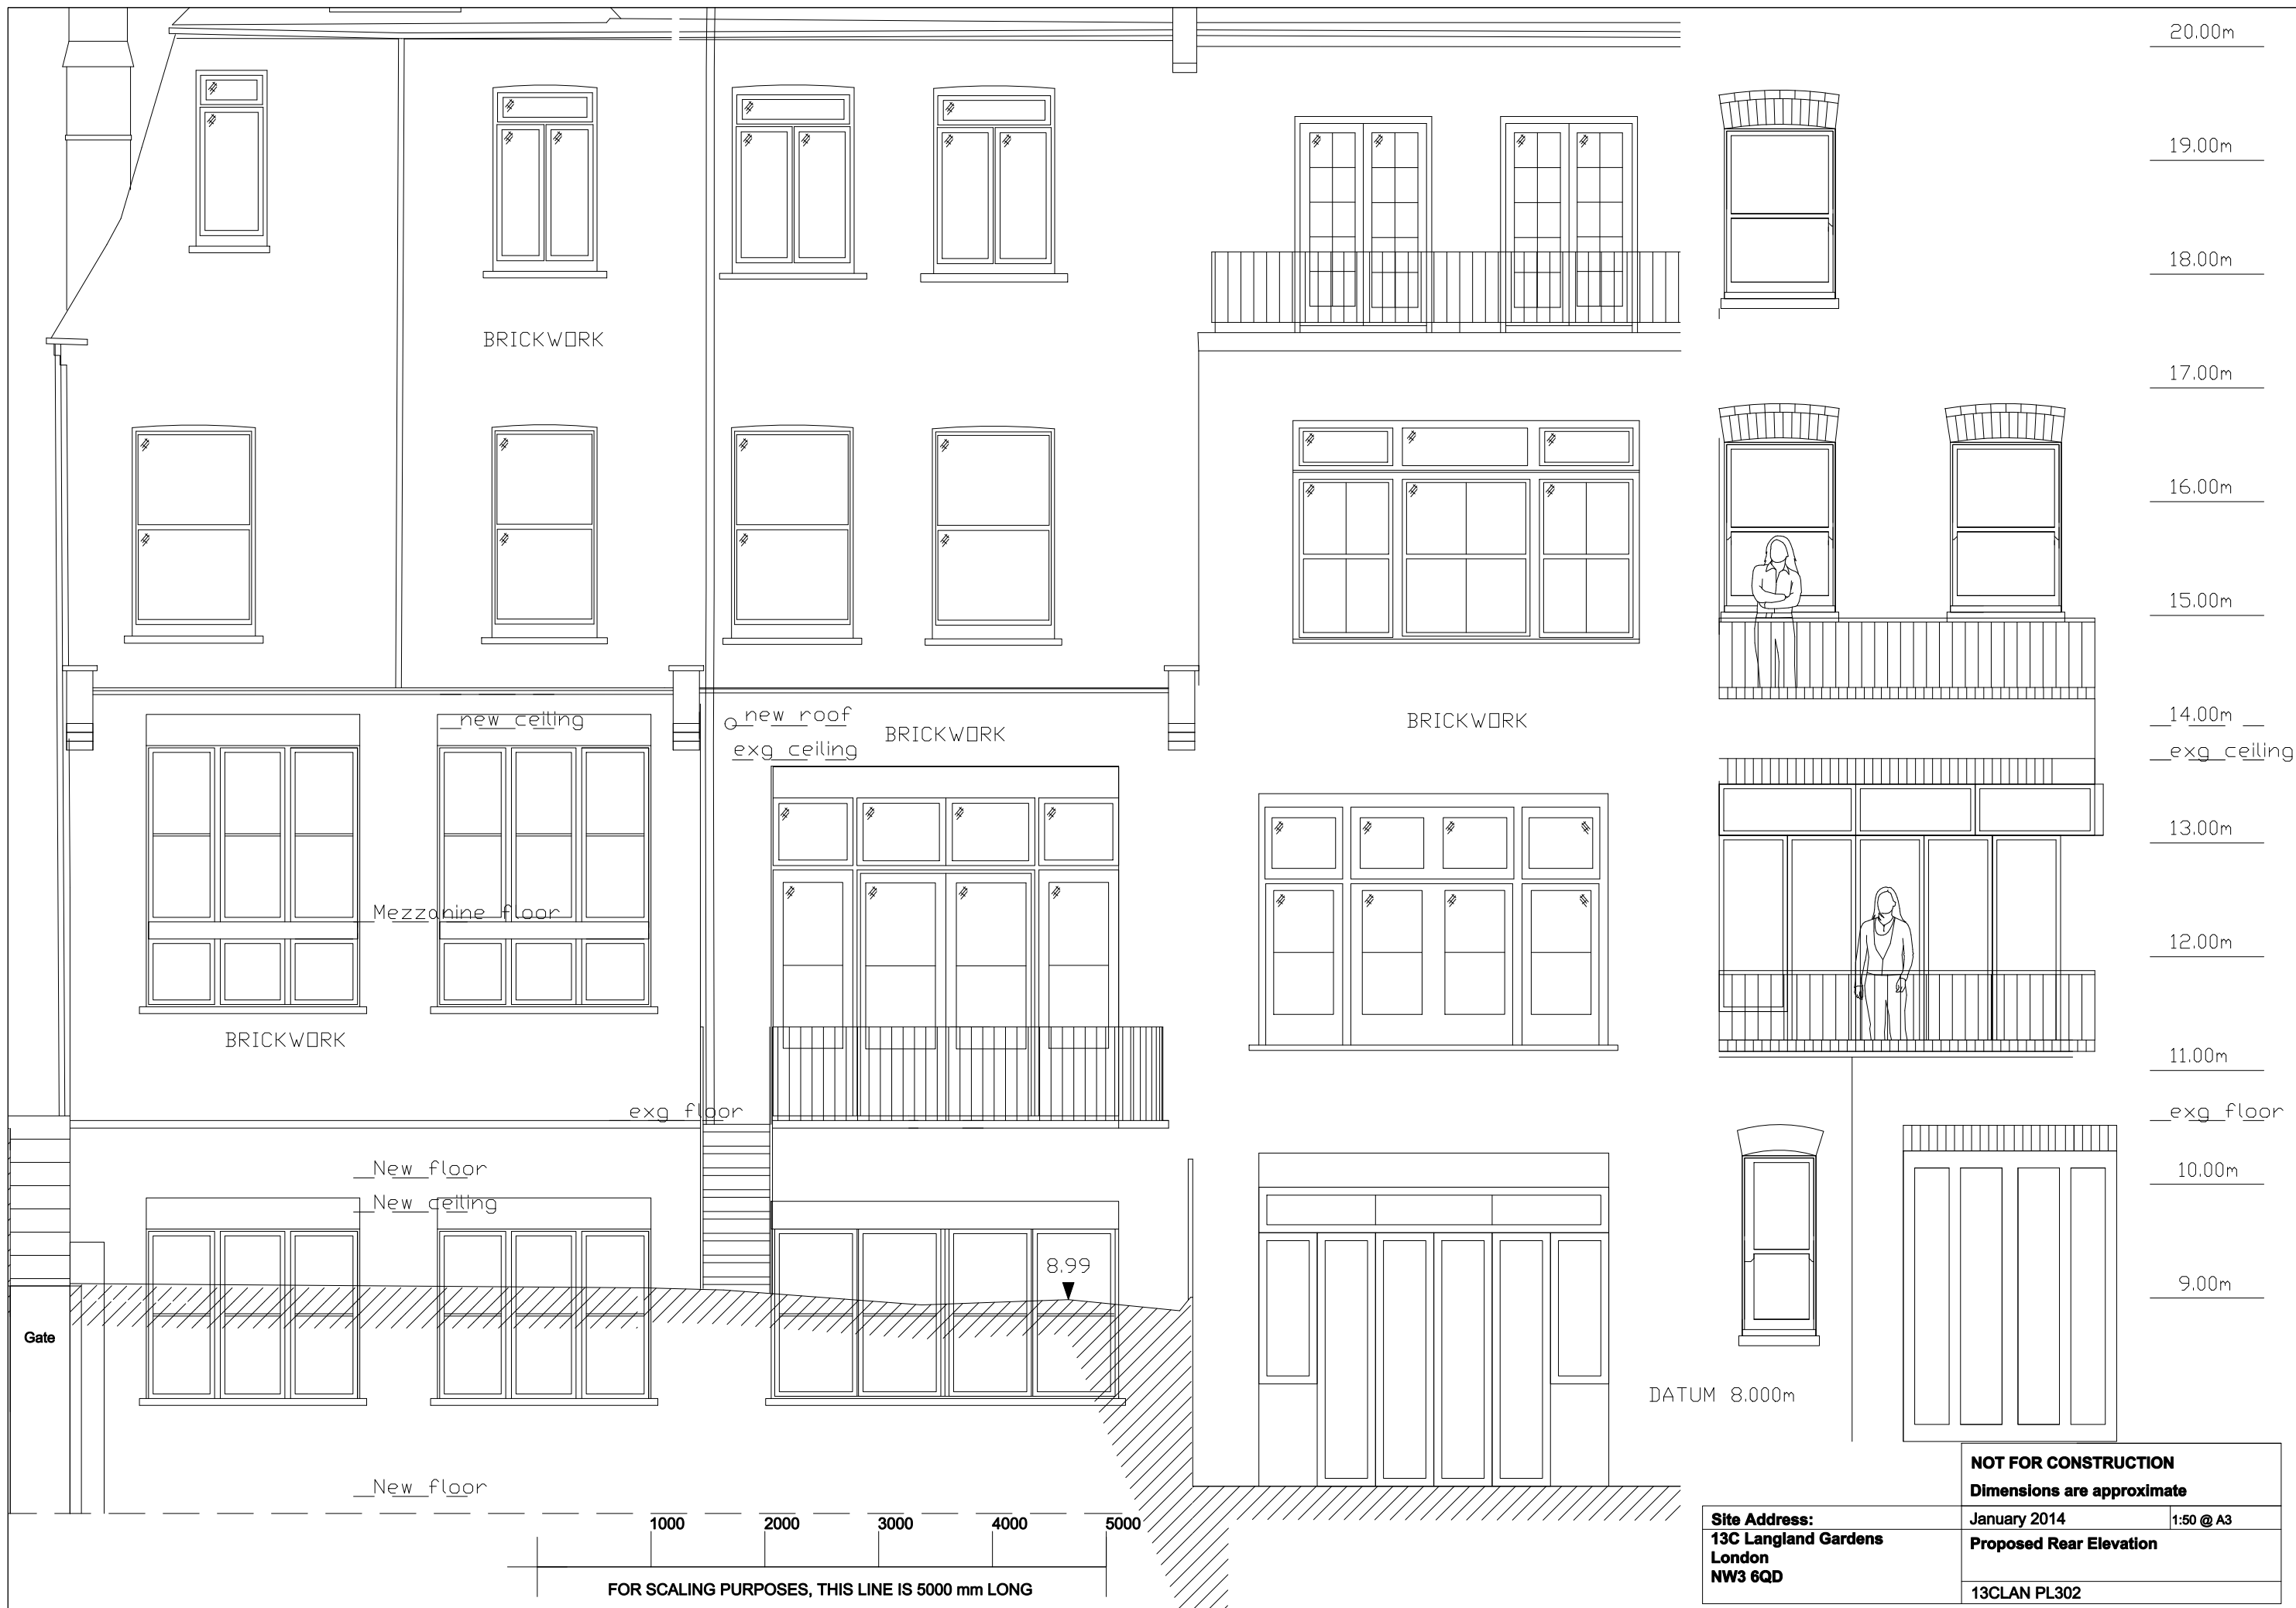 20.00m
19.00m
18.00m
BRICKWORK
17.00m
16.00m
15.00m
new ceiling
new roof
BRICKWORK
BRICKWORK
14.00m
exg ceiling
exg ceiling
13.00m
Mezzanine floor
12.00m
BRICKWORK
11.00m
exg floor
exg floor
New floor
10.00m
New ceiling
8.99
9.00m
Gate
DATUM 8.000m
New floor
1000 2000 3000 4000 5000
FOR SCALING PURPOSES, THIS LINE IS 5000 mm LONG
NOT FOR CONSTRUCTION
Dimensions are approximate
Site Address:
13C Langland Gardens
London
NW3 6QD
January 2014
1:50 @ A3
Proposed Rear Elevation
13CLAN PL302